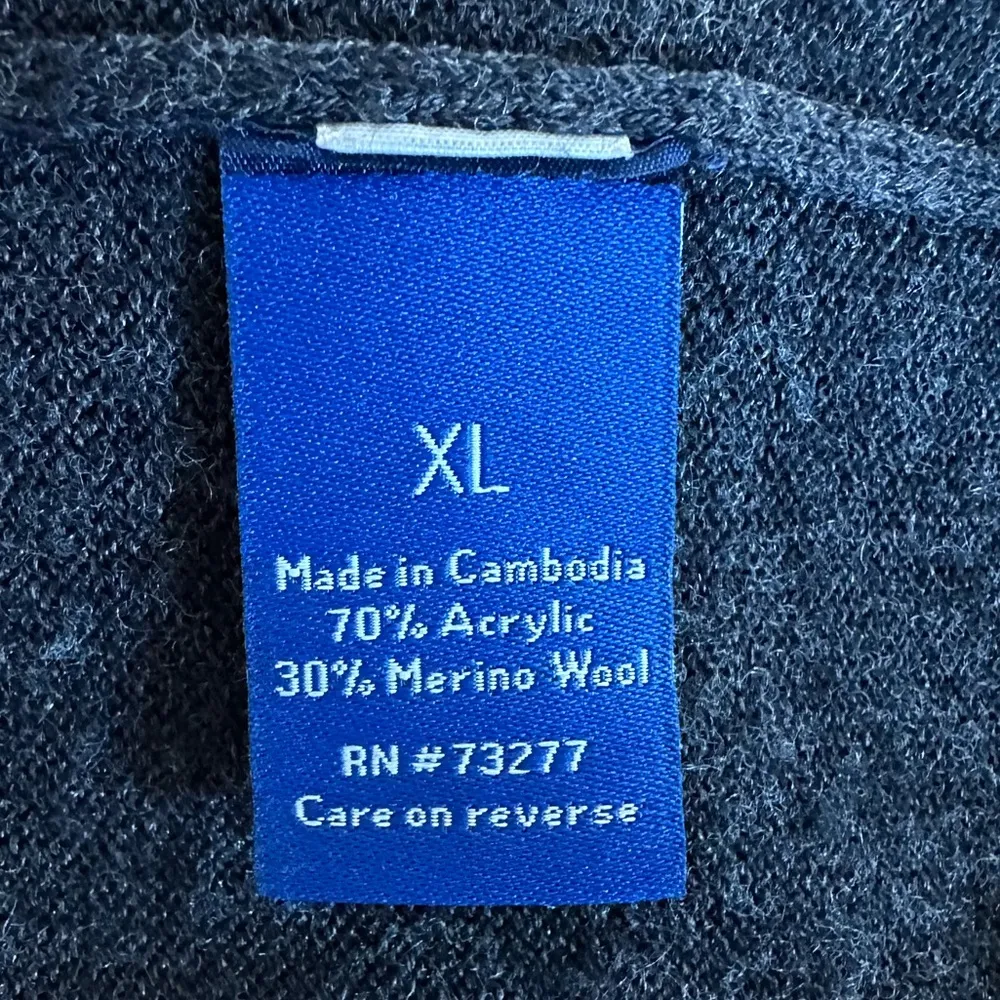 XL
Made in Cambodia
70% Acrylic
30% Merino Wool
RN #73277
Care on reverse